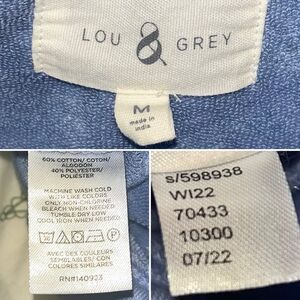 LOU & GREY
M
made in
india
60% COTTON/ COTON/
ALGODÓN
40% POLYESTER/
POLIÉSTER
MACHINE WASH COLD
WITH LIKE COLORS
ONLY NON-CHLORINE
BLEACH WHEN NEEDED
TUMBLE DRY LOW
COOL IRON WHEN NEEDED
AVEC DES COULEURS
SEMBLABLES/ COLORES
RN#140923
S/598938
WI22
70433
10300
07/22